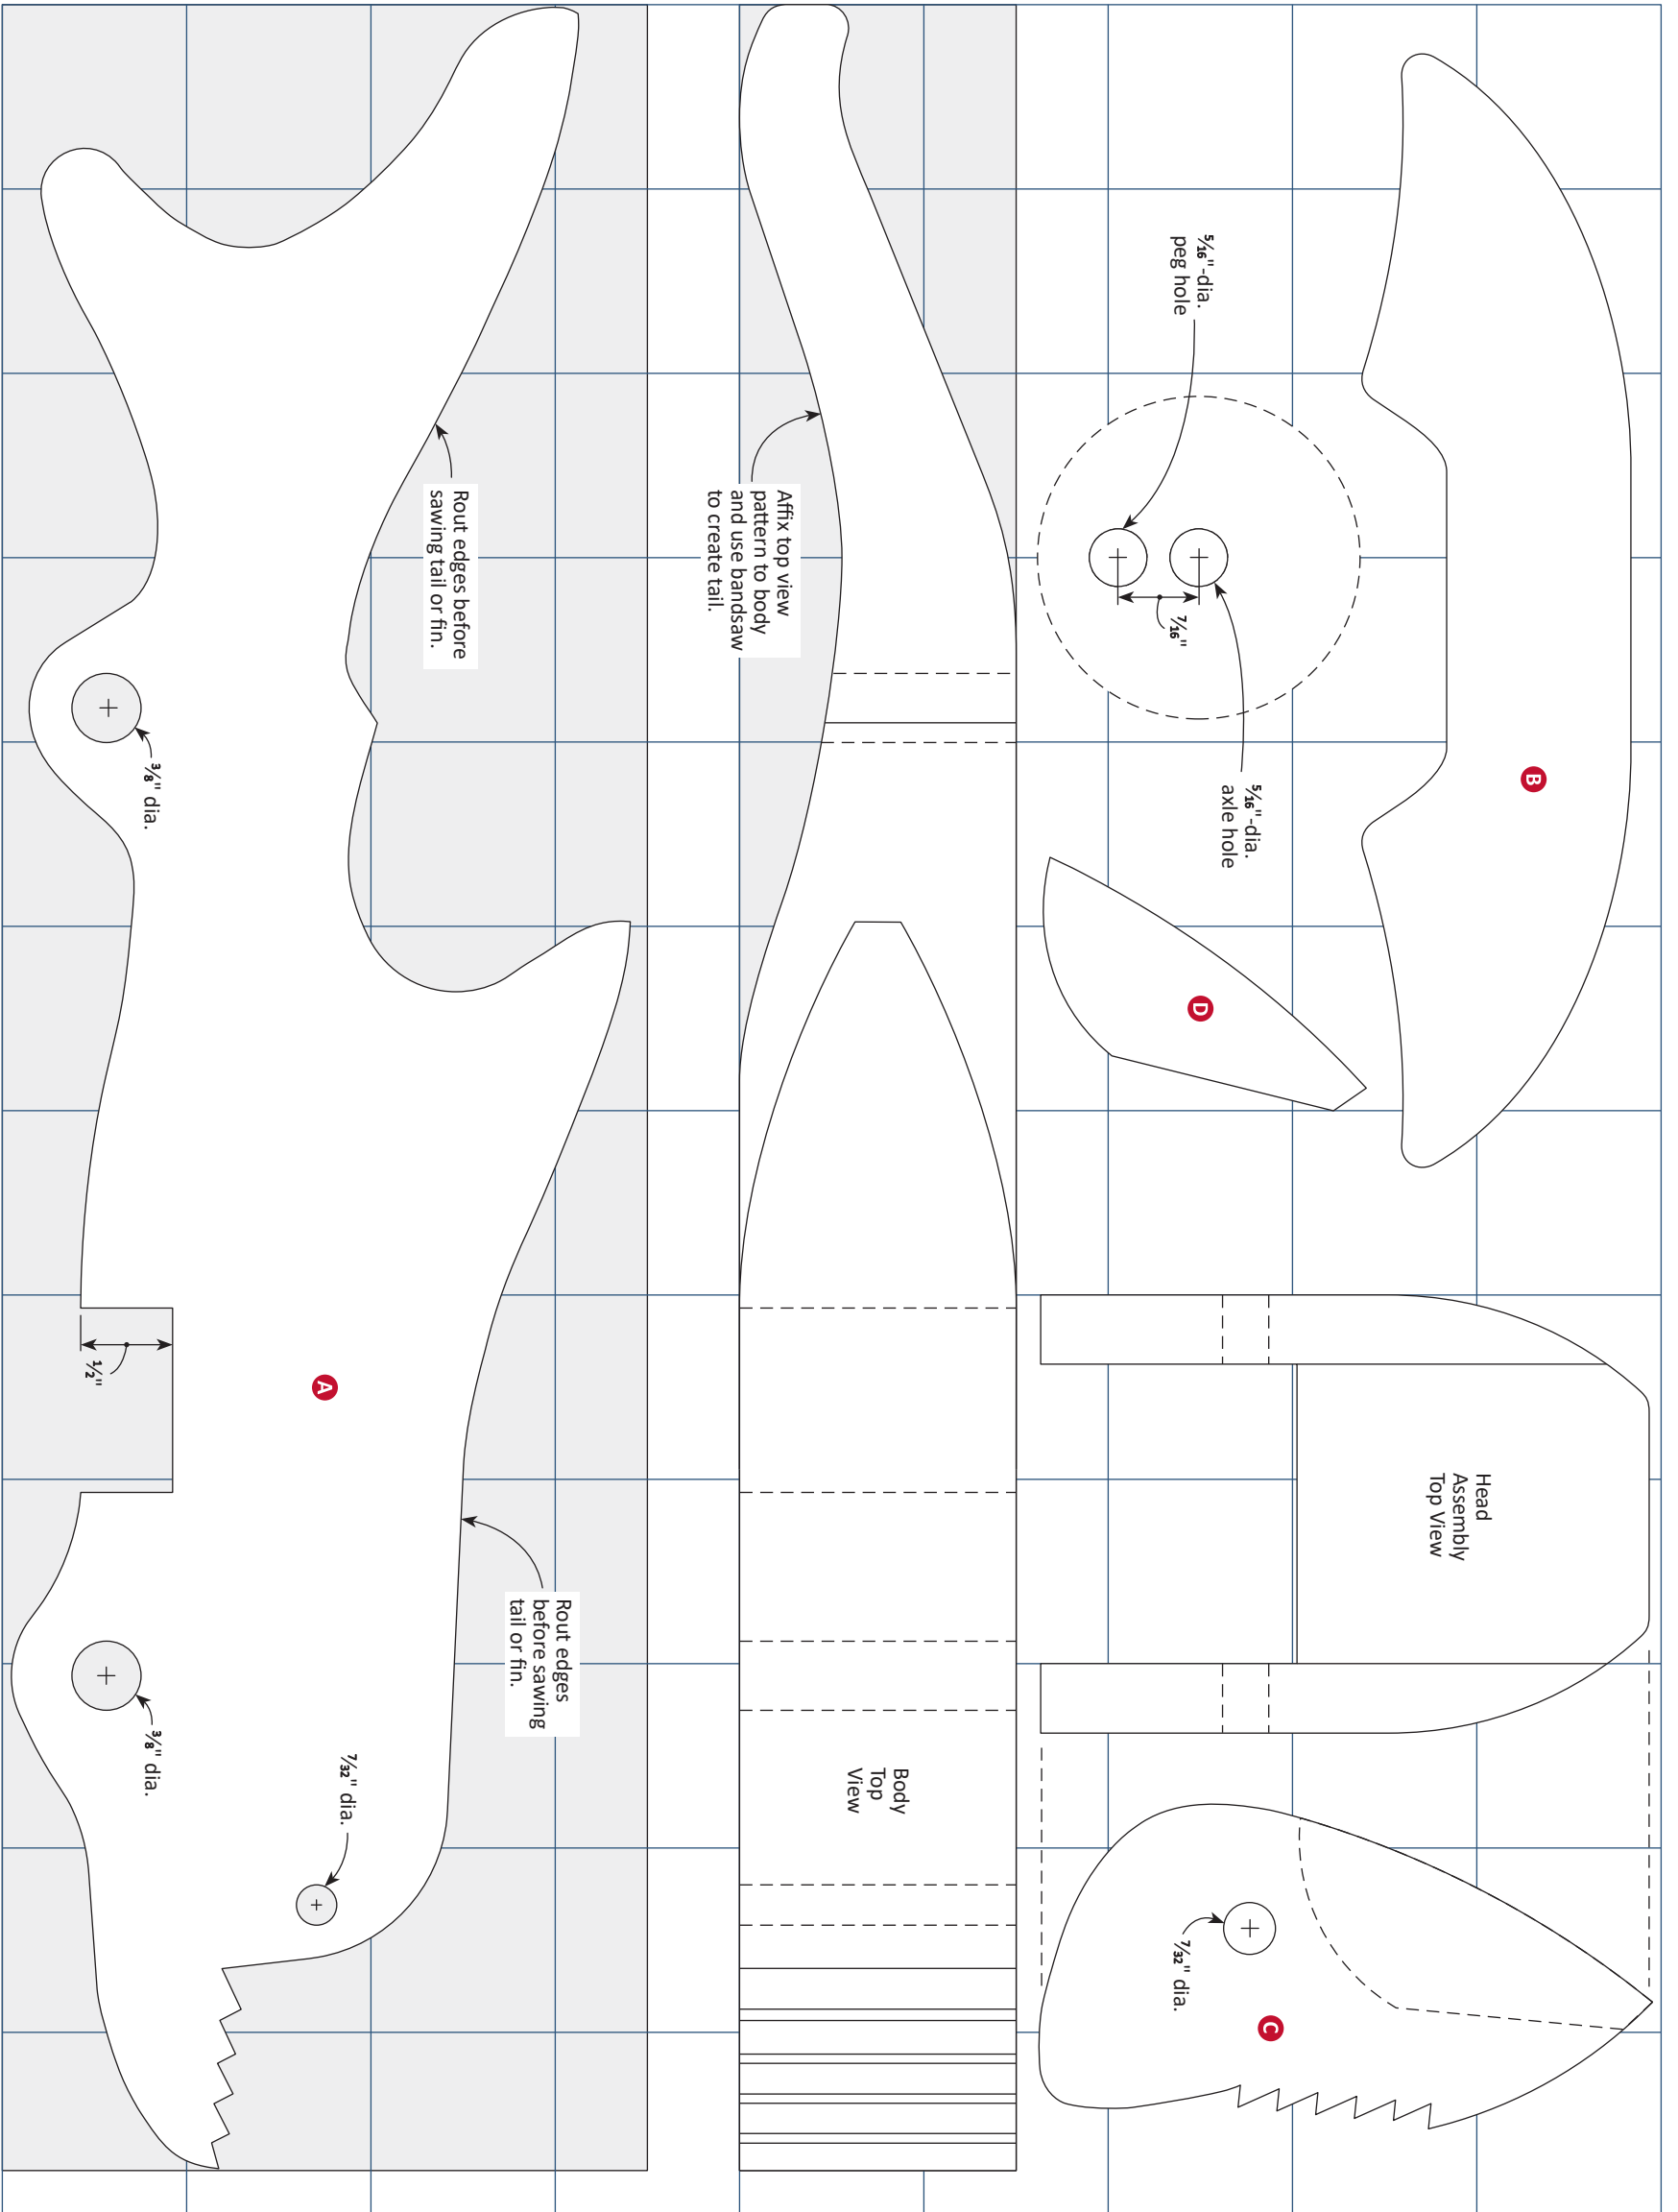 B
5/16"-dia.
peg hole
7/16"
5/16"-dia.
axle hole
D
Head
Assembly
Top View
7/32" dia.
C
Affix top view
pattern to body
and use bandsaw
to create tail.
Body
Top
View
Rout edges before
sawing tail or fin.
3/8" dia.
1/2"
A
Rout edges
before sawing
tail or fin.
3/8" dia.
7/32" dia.